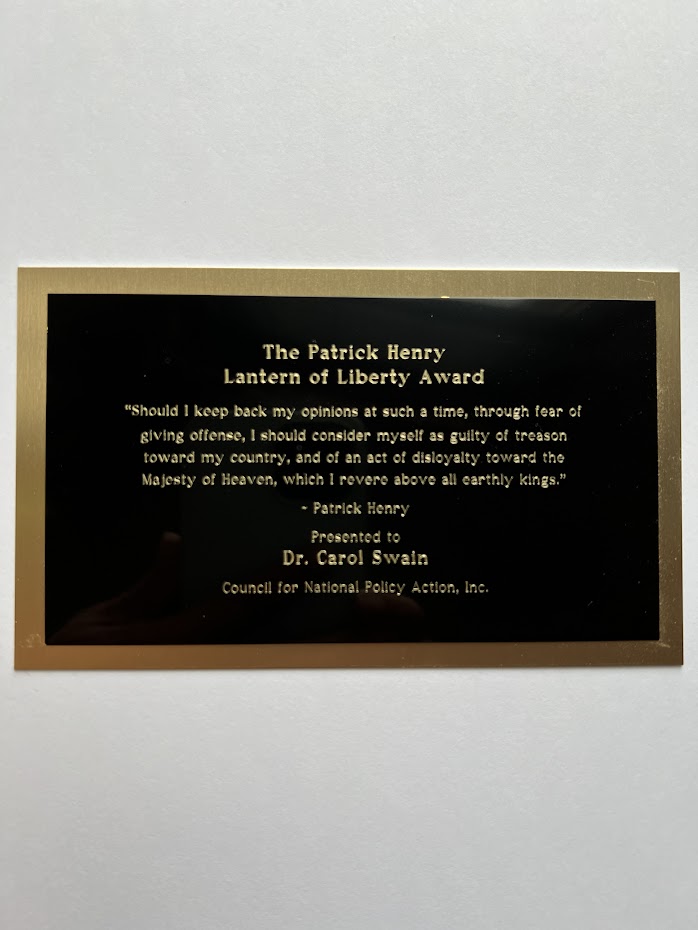 The Patrick Henry
Lantern of Liberty Award
"Should I keep back my opinions at such a time, through fear of
giving offense, I should consider myself as guilty of treason
toward my country, and of an act of disloyalty toward the
Majesty of Heaven, which I revere above all earthly kings."
- Patrick Henry
Presented to
Dr. Carol Swain
Council for National Policy Action, Inc.